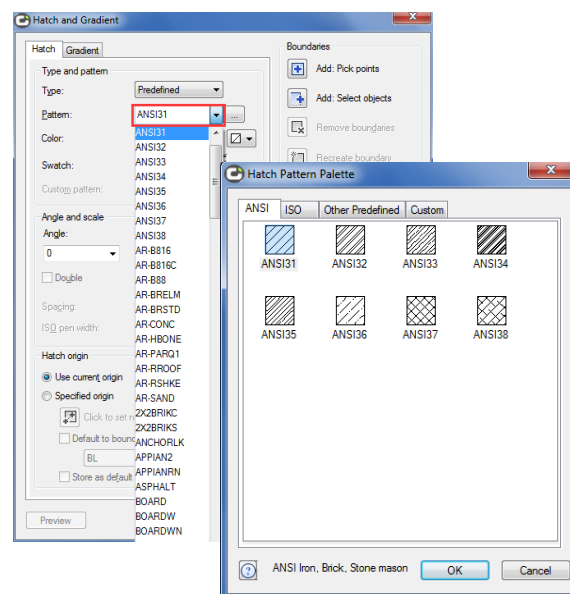 Hatch and Gradient
Hatch Gradient
Type and pattern
Type: Predefined
Pattern: ANSI31 ...
Color:
Swatch:
Custom pattern:
ANSI31
ANSI32
ANSI33
ANSI34
ANSI35
ANSI36
ANSI37
ANSI38
AR-B816
AR-B816C
AR-B88
AR-BRELM
AR-BRSTD
AR-CONC
AR-HBONE
AR-PARQ1
AR-RROOF
AR-RSHKE
AR-SAND
2X2BRIKC
2X2BRIKS
ANCHORLK
APPIAN2
APPIANRN
ASPHALT
BOARD
BOARDW
BOARDWN
Angle and scale
Angle:
0
Double
Spacing:
ISO pen width:
Hatch origin
Use current origin
Specified origin
Click to set
Default to boun
BL
Store as default
Preview
Boundaries
Add: Pick points
Add: Select objects
Remove boundaries
Recreate boundary
Hatch Pattern Palette
ANSI ISO Other Predefined Custom
ANSI31 ANSI32 ANSI33 ANSI34
ANSI35 ANSI36 ANSI37 ANSI38
? ANSI Iron, Brick, Stone mason OK Cancel